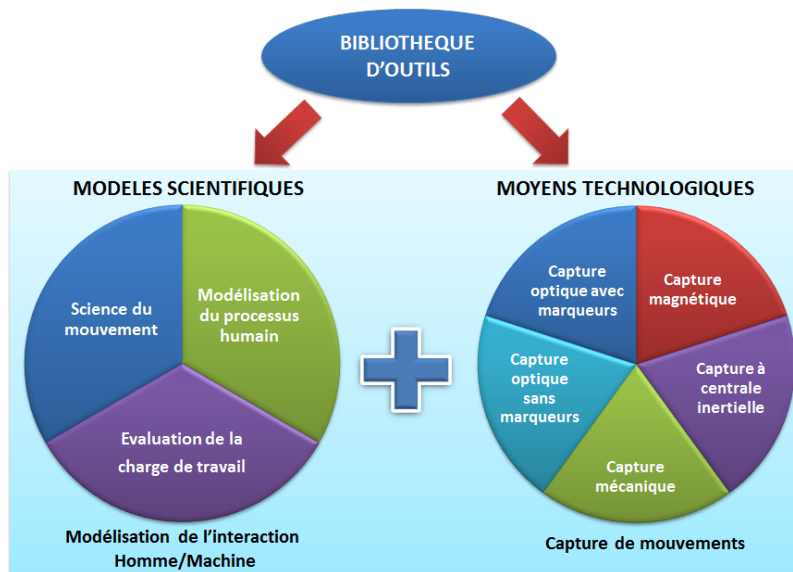 BIBLIOTHEQUE
D'OUTILS
MODELES SCIENTIFIQUES
Science du
mouvement
Modélisation
du processus
humain
Evaluation de la
charge de travail
Modélisation de l'interaction
Homme/Machine
MOYENS TECHNOLOGIQUES
Capture
optique avec
marqueurs
Capture
magnétique
Capture
optique
sans
marqueurs
Capture à
centrale
inertielle
Capture
mécanique
Capture de mouvements